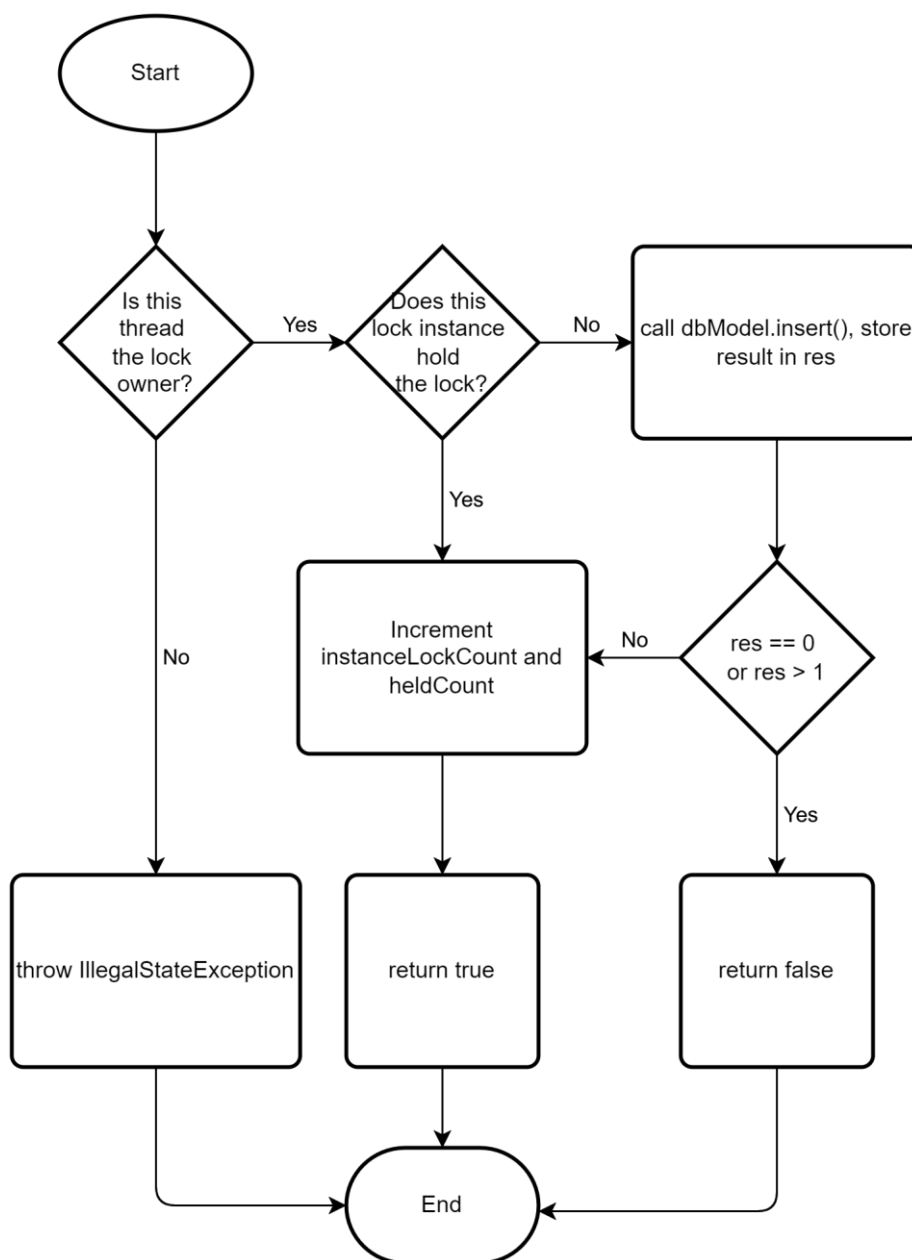 Start
Is this
thread
the lock
owner?
Yes
Does this
lock instance
hold
the lock?
No
call dbModel.insert(), store
result in res
Yes
Increment
instanceLockCount and
heldCount
No
res == 0
or res > 1
No
Yes
throw IllegalStateException
return true
return false
End